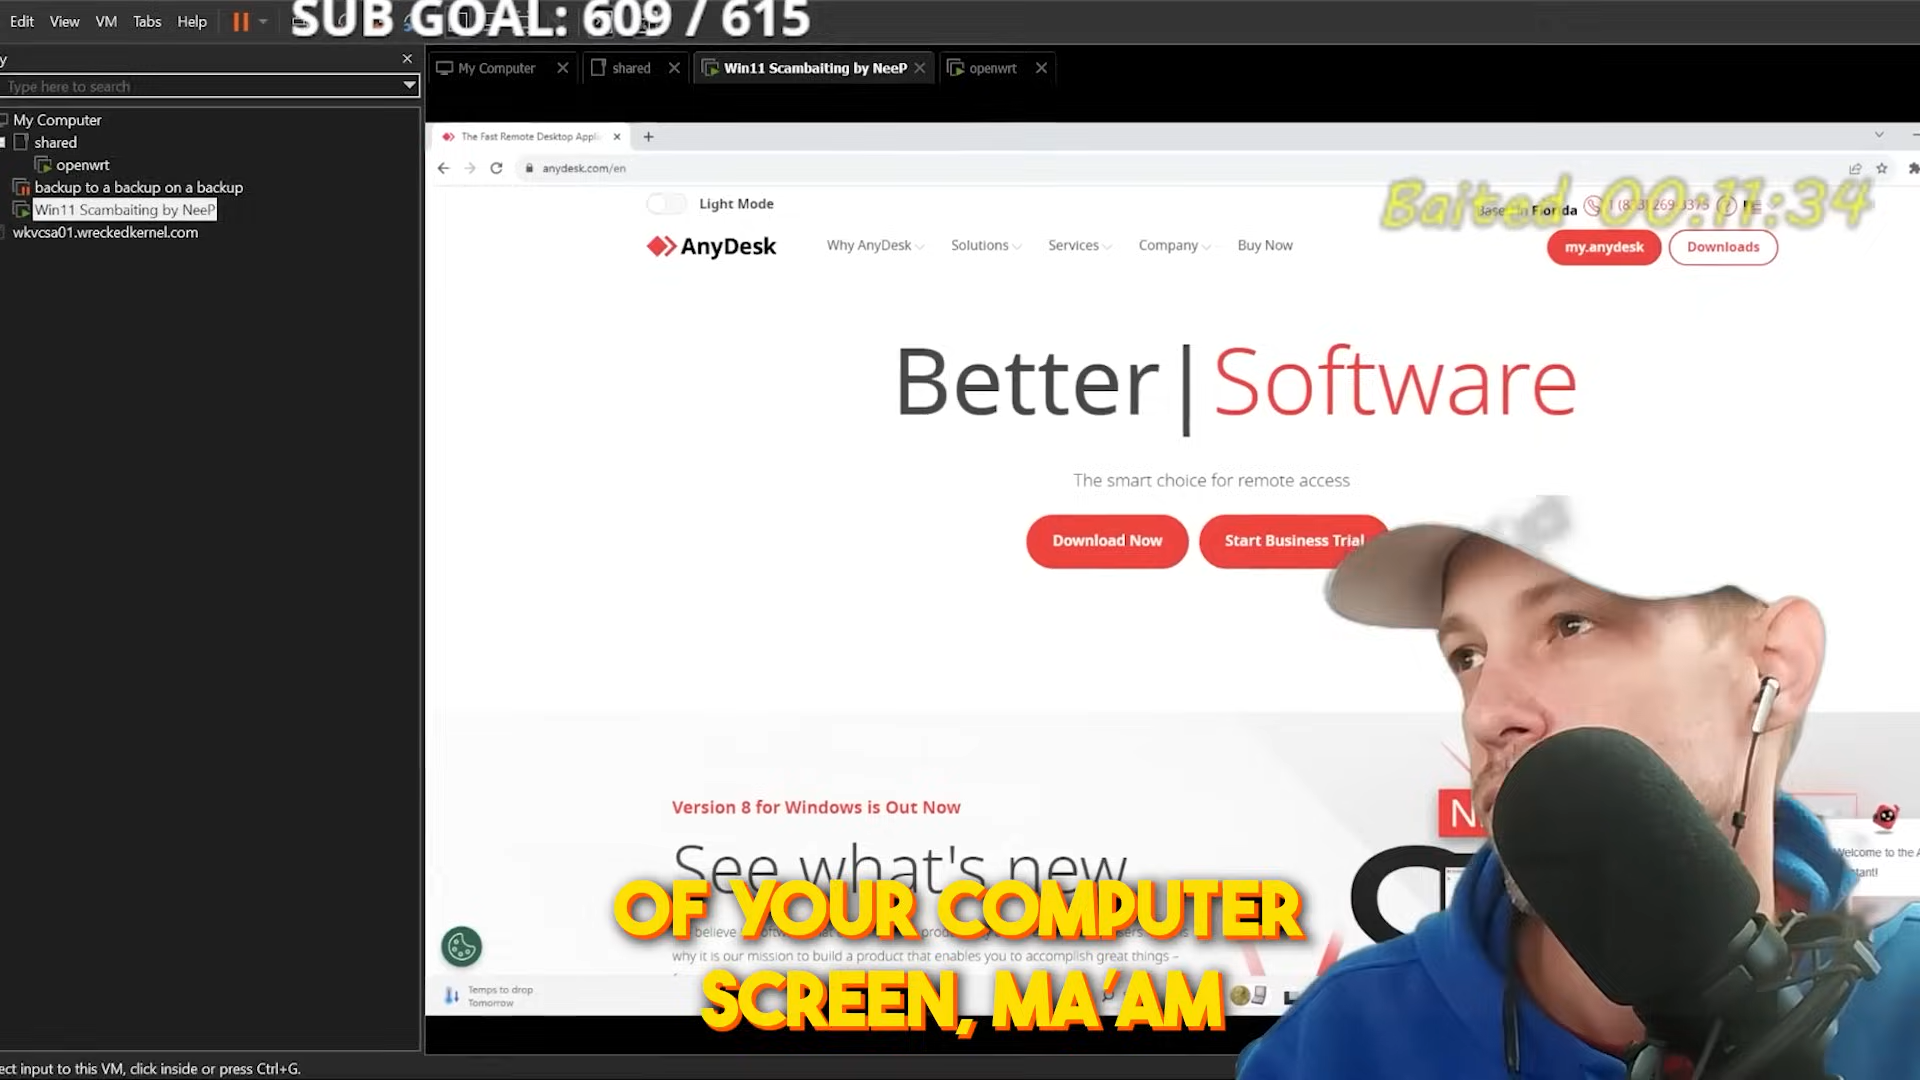 SUB GOAL: 609 / 615
Edit View VM Tabs Help
Type here to search
My Computer
shared
openwrt
backup to a backup on a backup
Win11 Scambaiting by NeeP
wkvcsa01.wreckedkernel.com
My Computer shared Win11 Scambaiting by NeeP openwrt
The Fast Remote Desktop Appli
anydesk.com/en
Baited 00:11:34
Light Mode
Florida
AnyDesk Why AnyDesk Solutions Services Company Buy Now my.anydesk Downloads
Better|Software
The smart choice for remote access
Download Now Start Business Trial
Version 8 for Windows is Out Now
See what's new
Welcome to the A
OF YOUR COMPUTER
why it is our mission to build a product that enables you to accomplish great things –
SCREEN, MA'AM
Temps to drop
Tomorrow
ect input to this VM, click inside or press Ctrl+G.